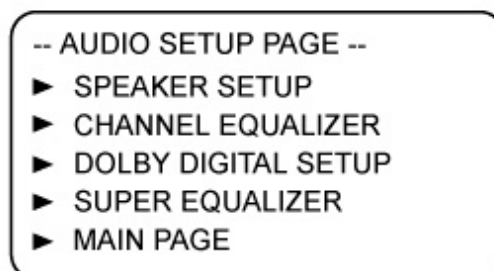 -- AUDIO SETUP PAGE --
► SPEAKER SETUP
► CHANNEL EQUALIZER
► DOLBY DIGITAL SETUP
► SUPER EQUALIZER
► MAIN PAGE